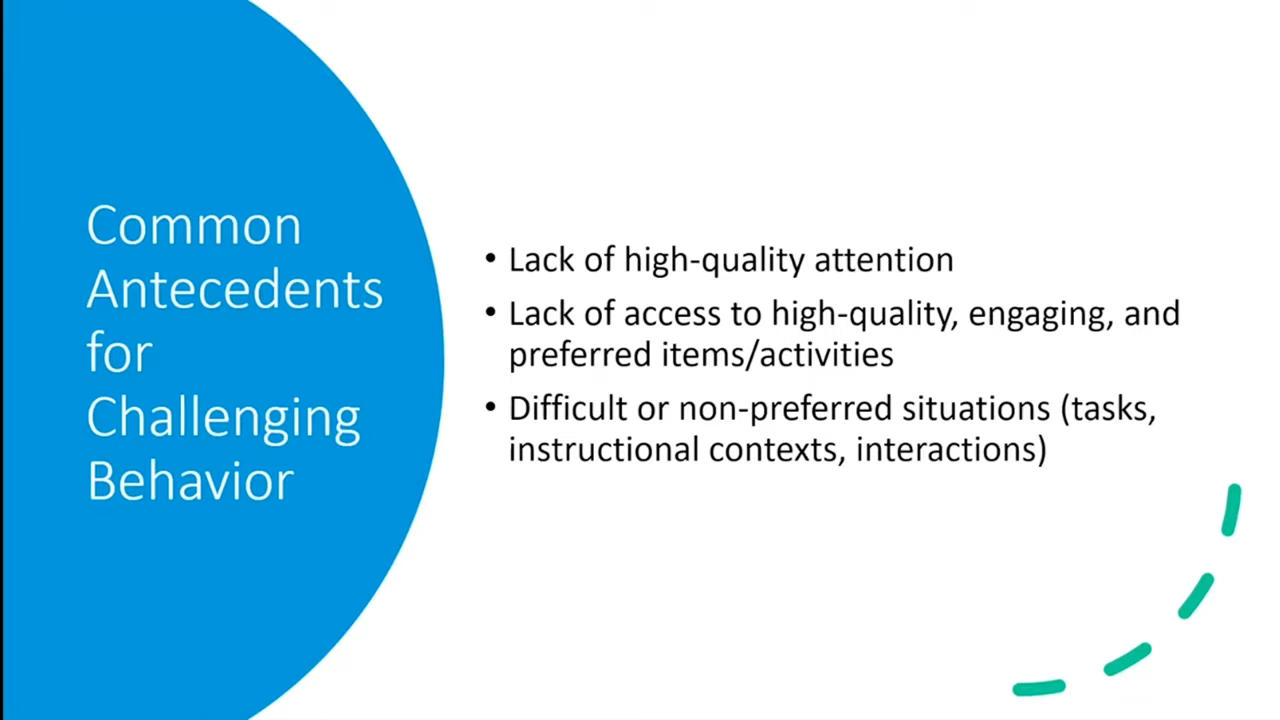 Common
Antecedents
for
Challenging
Behavior
• Lack of high-quality attention
• Lack of access to high-quality, engaging, and
preferred items/activities
• Difficult or non-preferred situations (tasks,
instructional contexts, interactions)